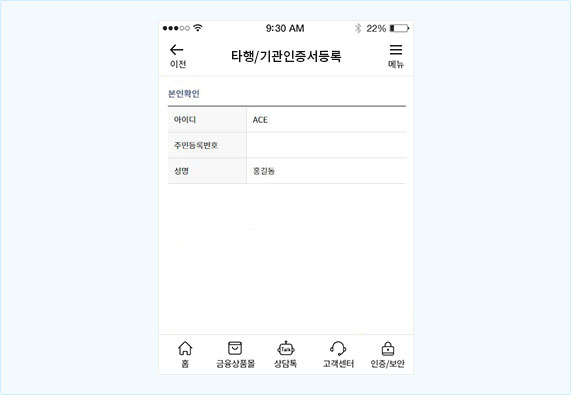 9:30 AM 22%
이전 타행/기관인증서등록 메뉴
본인확인
아이디 ACE
주민등록번호
성명 홍길동
Talk
홈 금융상품몰 상담톡 고객센터 인증/보안